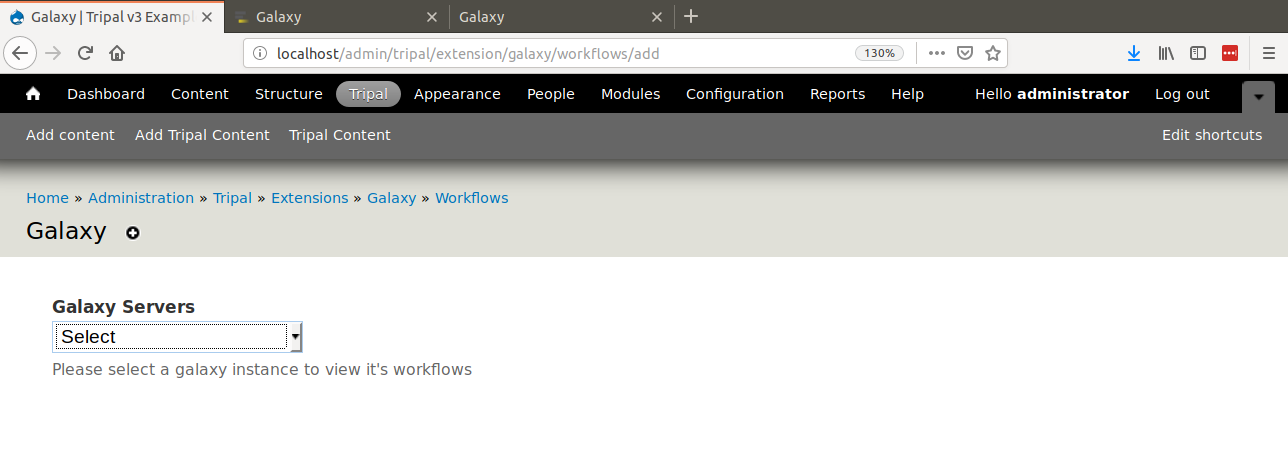 Galaxy | Tripal v3 Exampl
Galaxy
Galaxy
localhost/admin/tripal/extension/galaxy/workflows/add
130%
Dashboard Content Structure Tripal Appearance People Modules Configuration Reports Help Hello administrator Log out
Add content Add Tripal Content Tripal Content Edit shortcuts
Home » Administration » Tripal » Extensions » Galaxy » Workflows
Galaxy
Galaxy Servers
Select
Please select a galaxy instance to view it's workflows